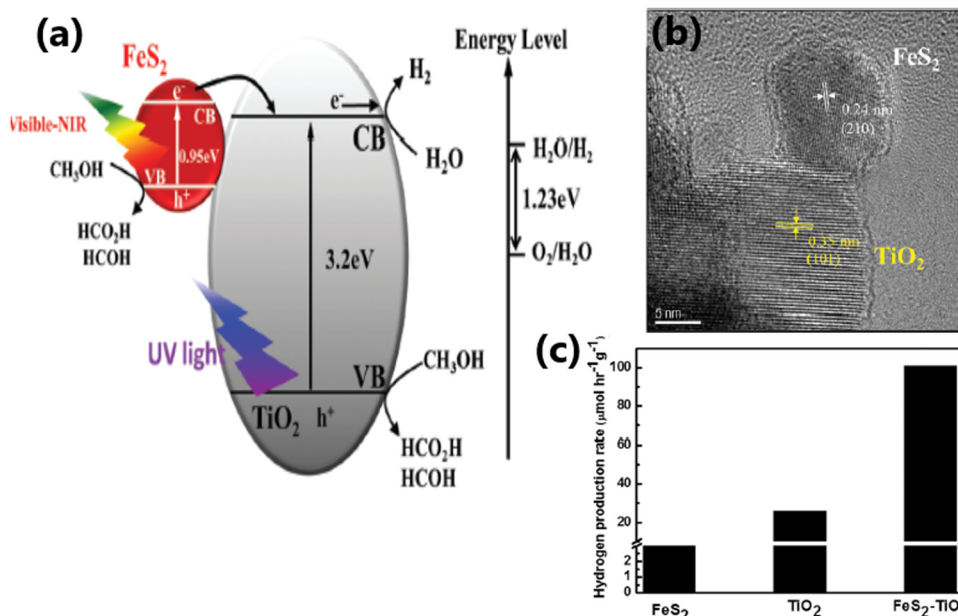 (a)
FeS2
e-
CB
Visible-NIR
0.95eV
CH3OH
VB
h+
HCO2H
HCOH
H2
e-
CB
H2O
3.2eV
UV light
VB
CH3OH
TiO2 h+
HCO2H
HCOH
Energy Level
H2O/H2
1.23eV
O2/H2O
(b)
FeS2
0.24 nm
(210)
0.35 nm
(101)
TiO2
5 nm
(c)
Hydrogen production rate (μmol hr-1g-1)
100
80
60
40
20
2
1
0
FeS2
TiO2
FeS2-TiO